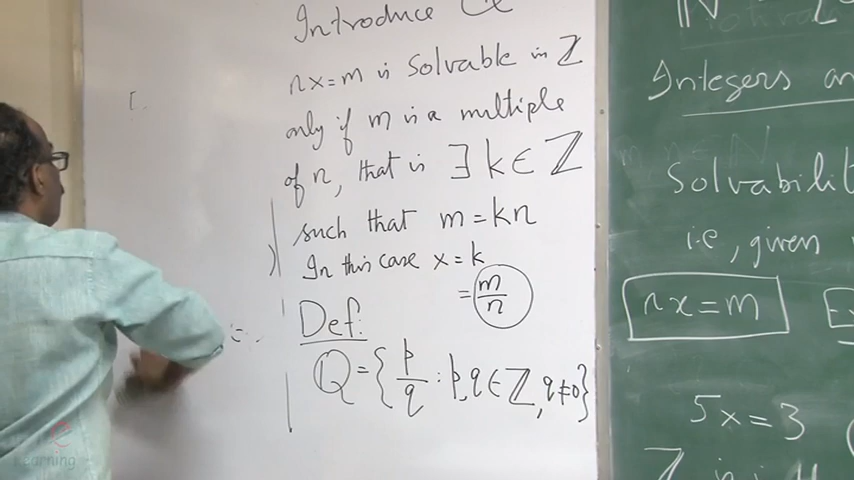 Introduce Q
nx=m is solvable in ℤ
only if m is a multiple
of n, that is ∃ k ∈ ℤ
such that m = kn
In this case x = k
= m/n
Def:
Q = { p/q : p,q ∈ ℤ, q≠0}
ℕ
Integers an
Solvabilit
i.e, given
nx = m
5x = 3
ℤ